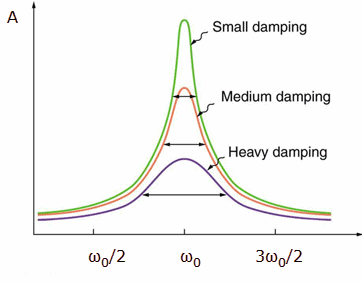 A
Small damping
Medium damping
Heavy damping
ω₀/2
ω₀
3ω₀/2